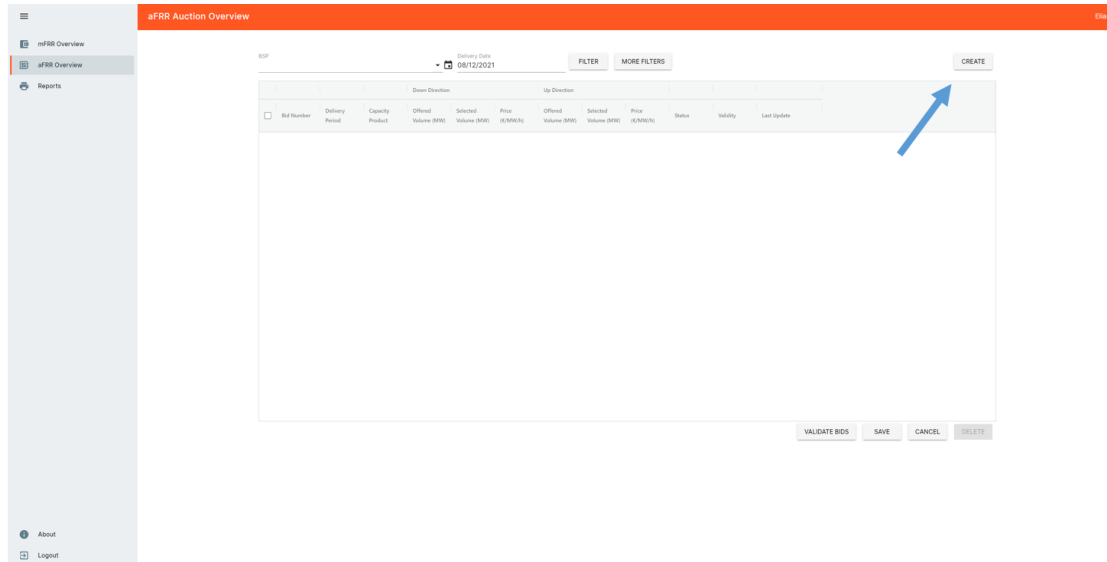 aFRR Auction Overview
Elia
mFRR Overview
aFRR Overview
Reports
BSP
Delivery Date
08/12/2021
FILTER
MORE FILTERS
CREATE
Down Direction
Up Direction
Bid Number
Delivery Period
Capacity Product
Offered Volume (MW)
Selected Volume (MW)
Price (€/MW/h)
Offered Volume (MW)
Selected Volume (MW)
Price (€/MW/h)
Status
Validity
Last Update
VALIDATE BIDS
SAVE
CANCEL
DELETE
About
Logout